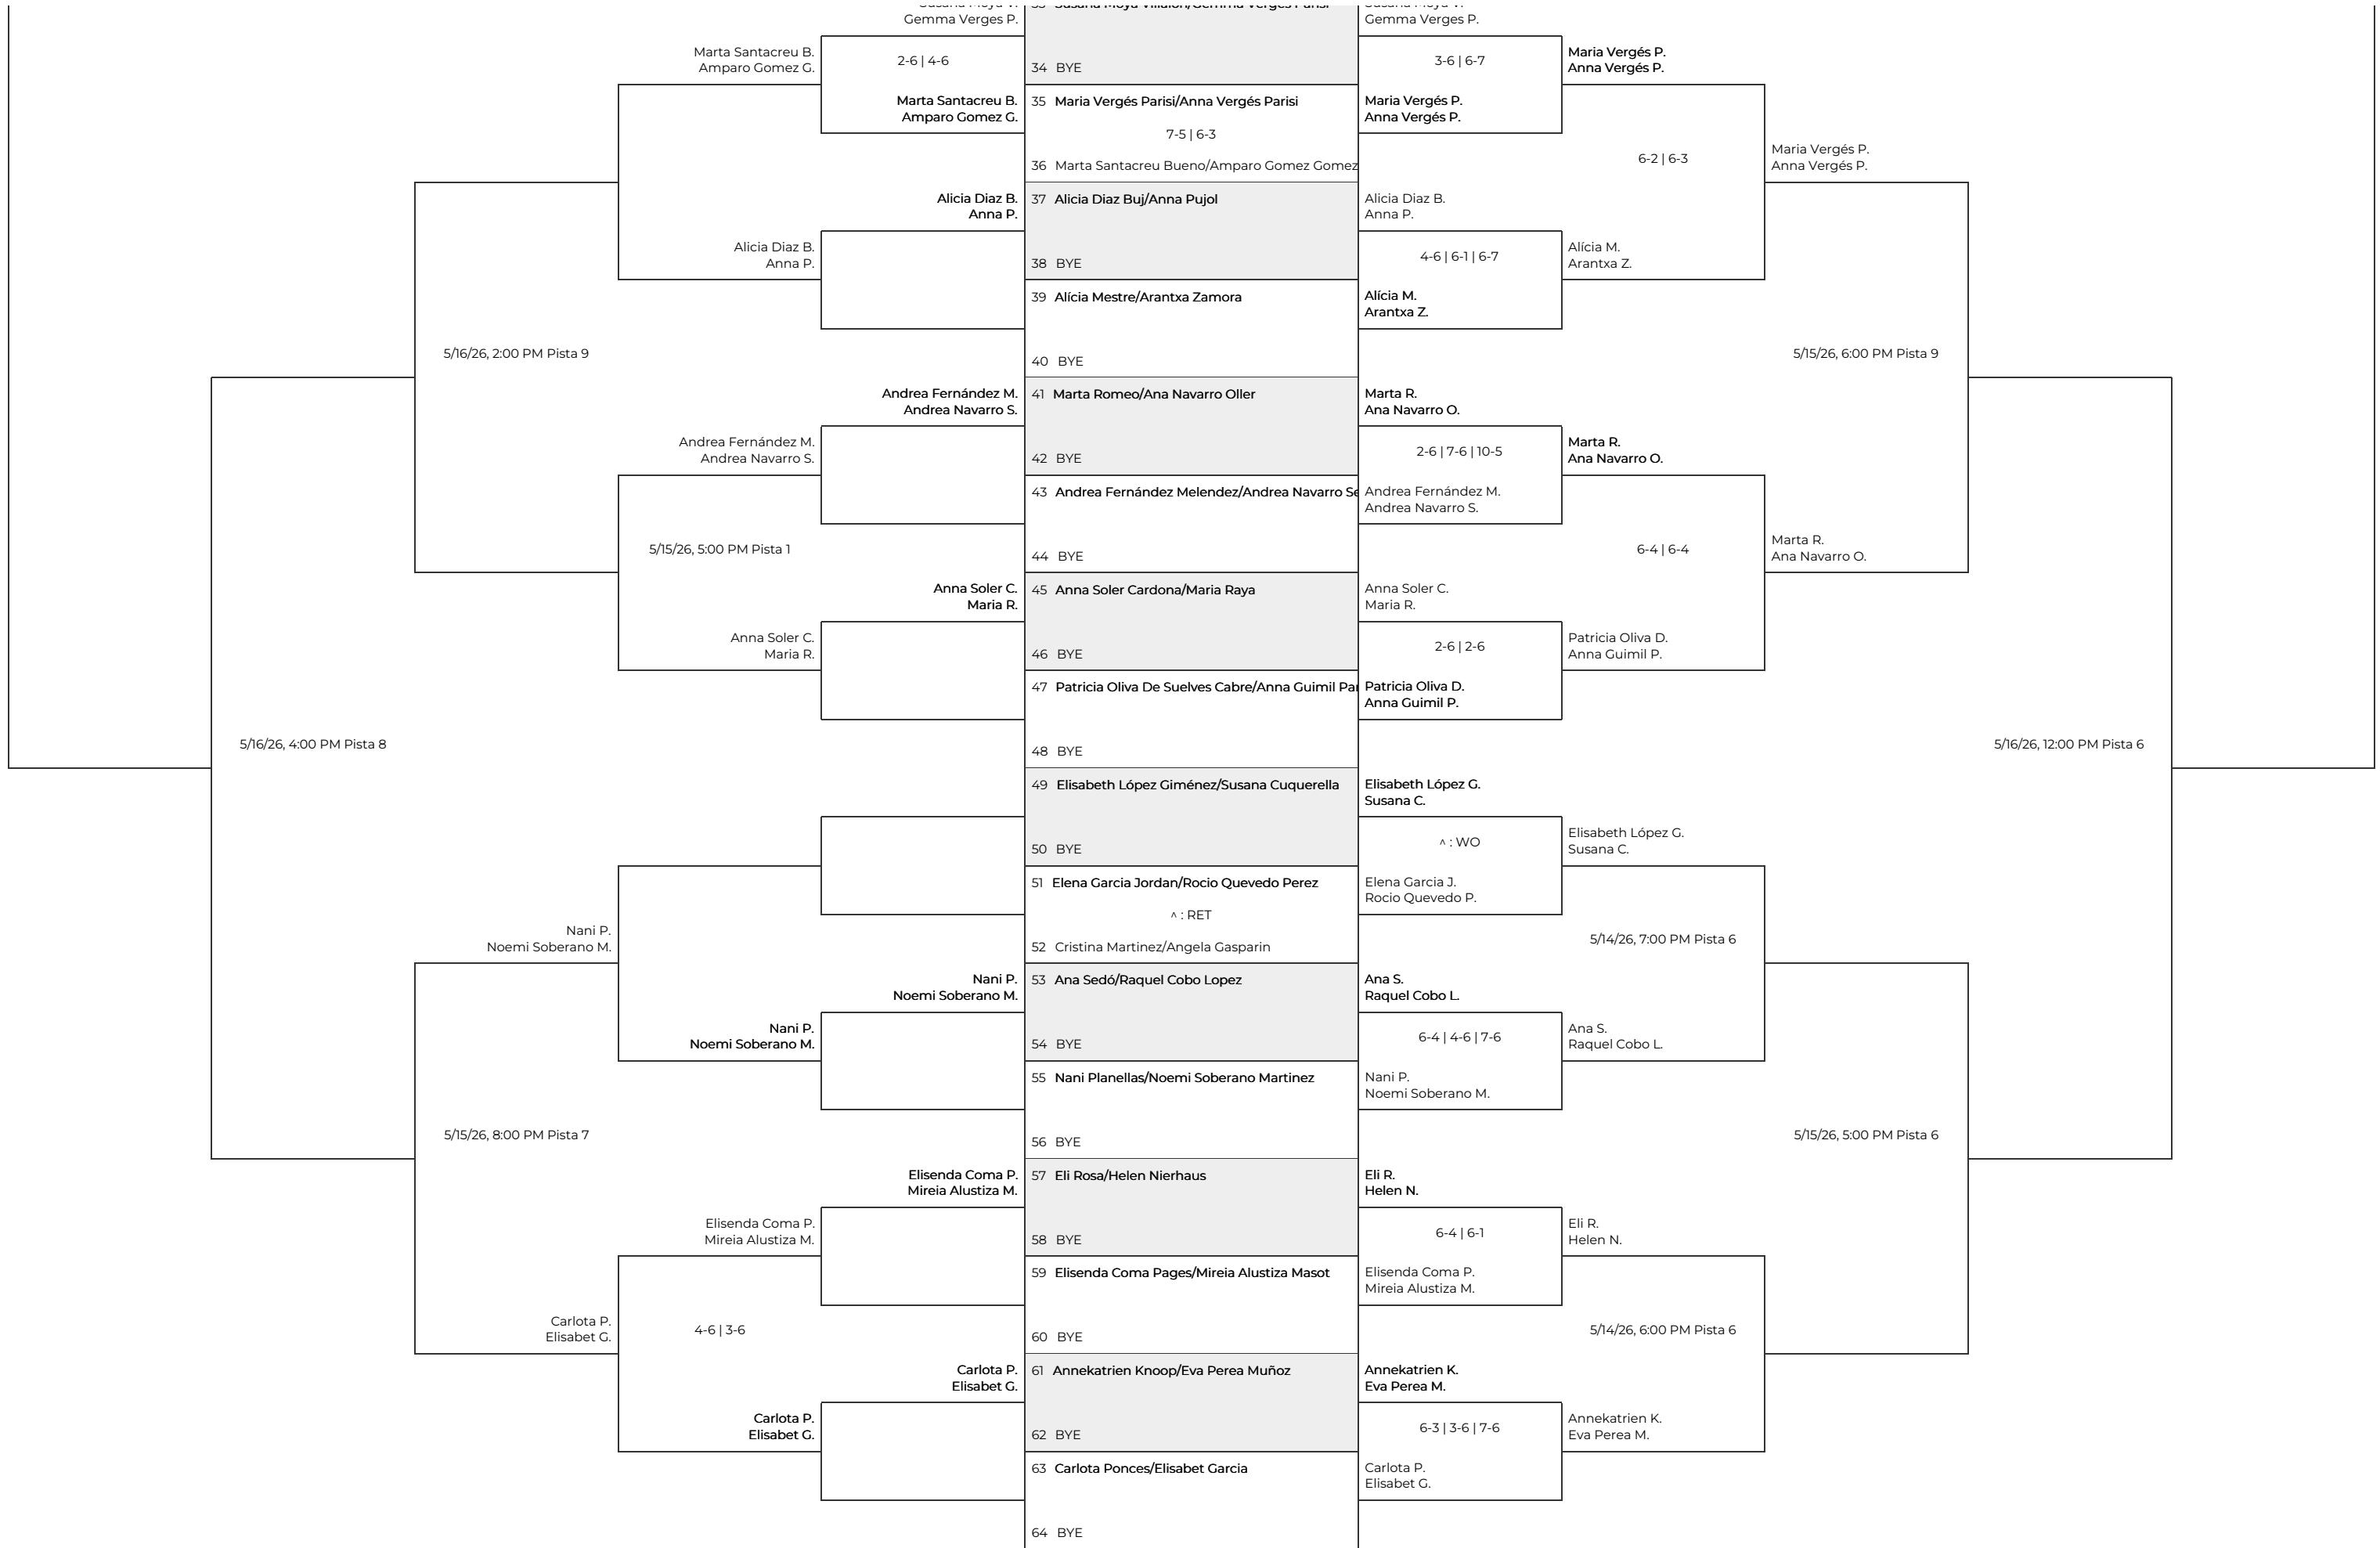 Gemma Verges P.
Marta Santacreu B.
Amparo Gomez G.
2-6 | 4-6
Marta Santacreu B.
Amparo Gomez G.
Alicia Diaz B.
Anna P.
Alicia Diaz B.
Anna P.
5/16/26, 2:00 PM Pista 9
Andrea Fernández M.
Andrea Navarro S.
Andrea Fernández M.
Andrea Navarro S.
5/15/26, 5:00 PM Pista 1
Anna Soler C.
Maria R.
Anna Soler C.
Maria R.
5/16/26, 4:00 PM Pista 8
Nani P.
Noemi Soberano M.
Nani P.
Noemi Soberano M.
Nani P.
Noemi Soberano M.
5/15/26, 8:00 PM Pista 7
Elisenda Coma P.
Mireia Alustiza M.
Elisenda Coma P.
Mireia Alustiza M.
Carlota P.
Elisabet G.
4-6 | 3-6
Carlota P.
Elisabet G.
Carlota P.
Elisabet G.
34 BYE
35 Maria Vergés Parisi/Anna Vergés Parisi
7-5 | 6-3
36 Marta Santacreu Bueno/Amparo Gomez Gomez
37 Alicia Diaz Buj/Anna Pujol
38 BYE
39 Alícia Mestre/Arantxa Zamora
40 BYE
41 Marta Romeo/Ana Navarro Oller
42 BYE
43 Andrea Fernández Melendez/Andrea Navarro Se
44 BYE
45 Anna Soler Cardona/Maria Raya
46 BYE
47 Patricia Oliva De Suelves Cabre/Anna Guimil Par
48 BYE
49 Elisabeth López Giménez/Susana Cuquerella
50 BYE
51 Elena Garcia Jordan/Rocio Quevedo Perez
^ : RET
52 Cristina Martinez/Angela Gasparin
53 Ana Sedó/Raquel Cobo Lopez
54 BYE
55 Nani Planellas/Noemi Soberano Martinez
56 BYE
57 Eli Rosa/Helen Nierhaus
58 BYE
59 Elisenda Coma Pages/Mireia Alustiza Masot
60 BYE
61 Annekatrien Knoop/Eva Perea Muñoz
62 BYE
63 Carlota Ponces/Elisabet Garcia
64 BYE
Gemma Verges P.
3-6 | 6-7
Maria Vergés P.
Anna Vergés P.
Maria Vergés P.
Anna Vergés P.
6-2 | 6-3
Maria Vergés P.
Anna Vergés P.
Alicia Diaz B.
Anna P.
4-6 | 6-1 | 6-7
Alícia M.
Arantxa Z.
Alícia M.
Arantxa Z.
5/15/26, 6:00 PM Pista 9
Marta R.
Ana Navarro O.
2-6 | 7-6 | 10-5
Marta R.
Ana Navarro O.
Andrea Fernández M.
Andrea Navarro S.
6-4 | 6-4
Marta R.
Ana Navarro O.
Anna Soler C.
Maria R.
2-6 | 2-6
Patricia Oliva D.
Anna Guimil P.
Patricia Oliva D.
Anna Guimil P.
5/16/26, 12:00 PM Pista 6
Elisabeth López G.
Susana C.
^ : WO
Elisabeth López G.
Susana C.
Elena Garcia J.
Rocio Quevedo P.
5/14/26, 7:00 PM Pista 6
Ana S.
Raquel Cobo L.
6-4 | 4-6 | 7-6
Ana S.
Raquel Cobo L.
Nani P.
Noemi Soberano M.
5/15/26, 5:00 PM Pista 6
Eli R.
Helen N.
6-4 | 6-1
Eli R.
Helen N.
Elisenda Coma P.
Mireia Alustiza M.
5/14/26, 6:00 PM Pista 6
Annekatrien K.
Eva Perea M.
6-3 | 3-6 | 7-6
Annekatrien K.
Eva Perea M.
Carlota P.
Elisabet G.